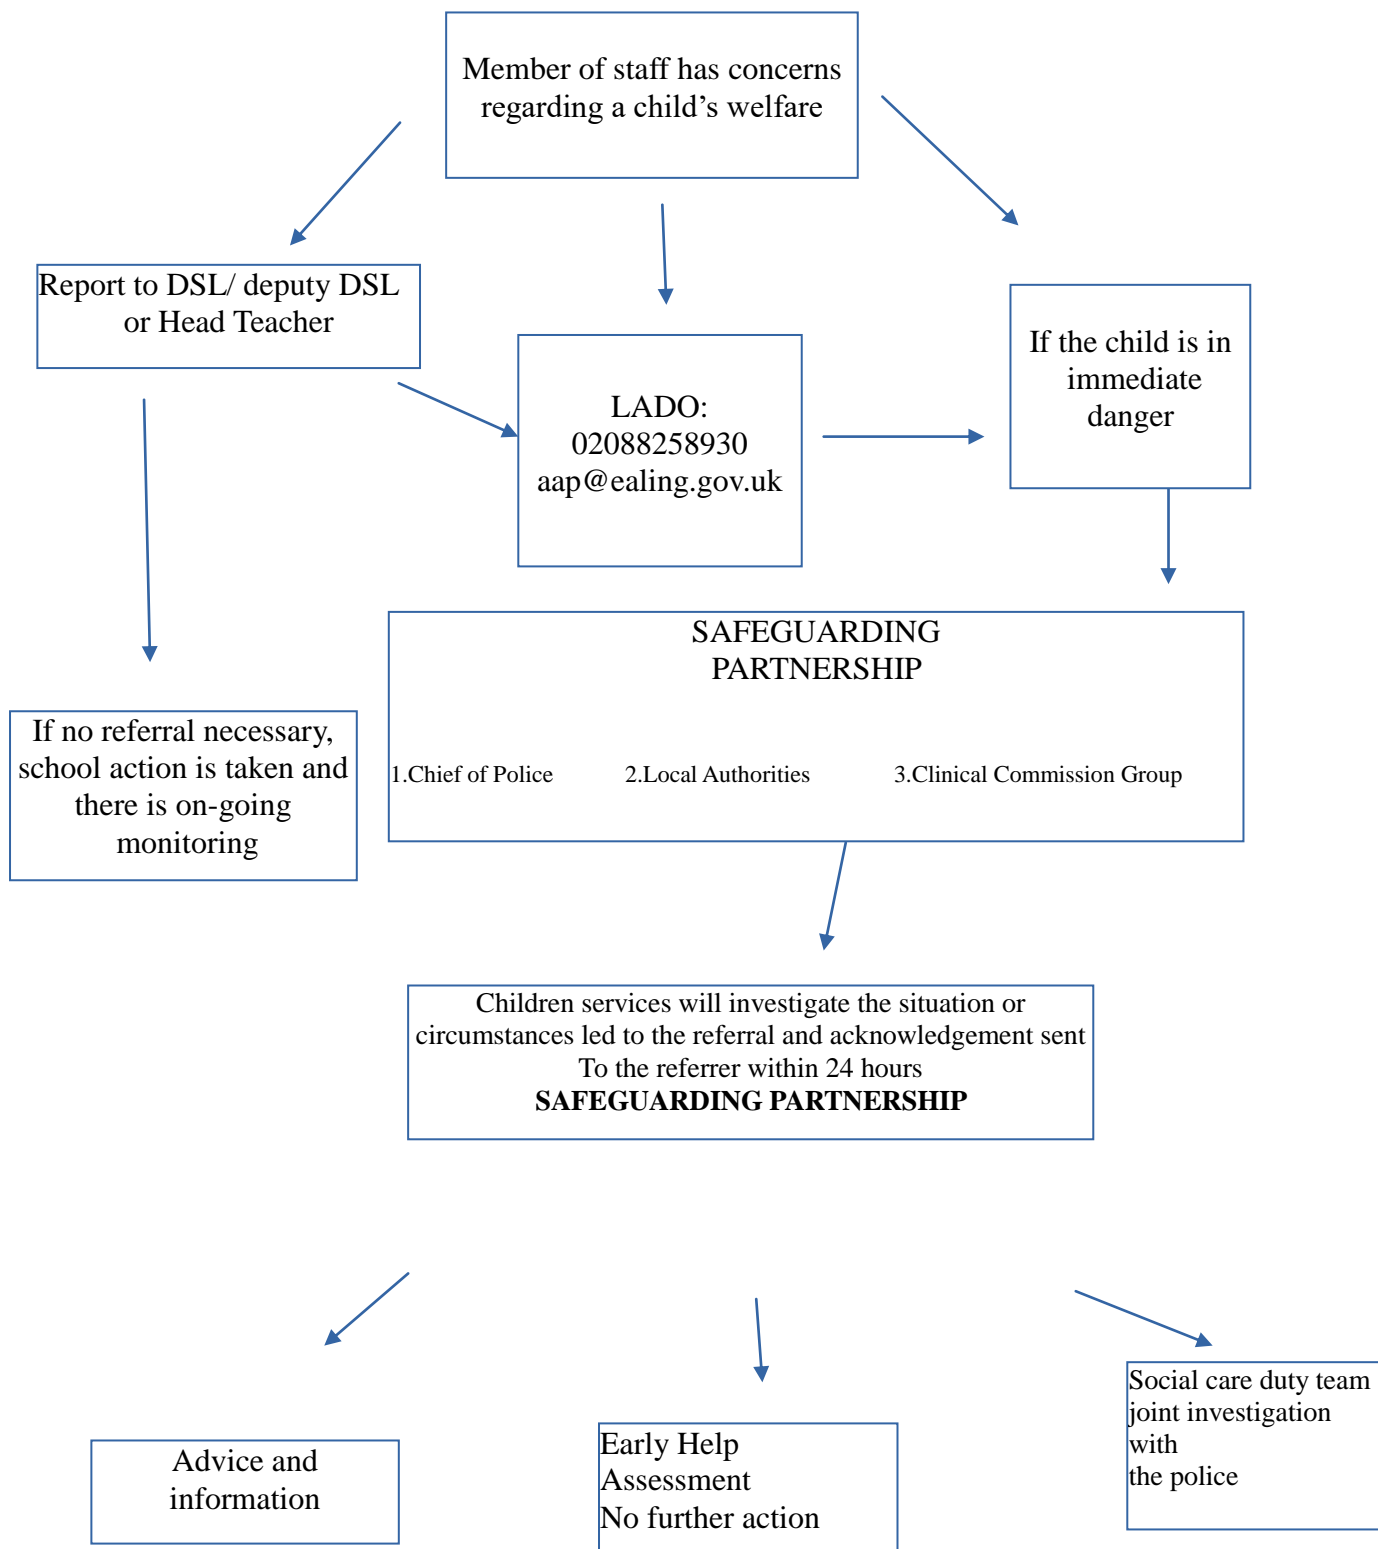 Member of staff has concerns
regarding a child’s welfare
Report to DSL/ deputy DSL
or Head Teacher
LADO:
02088258930
aap@ealing.gov.uk
If the child is in
immediate
danger
SAFEGUARDING
PARTNERSHIP
1.Chief of Police 2.Local Authorities 3.Clinical Commission Group
If no referral necessary,
school action is taken and
there is on-going
monitoring
Children services will investigate the situation or
circumstances led to the referral and acknowledgement sent
To the referrer within 24 hours
SAFEGUARDING PARTNERSHIP
Advice and
information
Early Help
Assessment
No further action
Social care duty team
joint investigation
with
the police